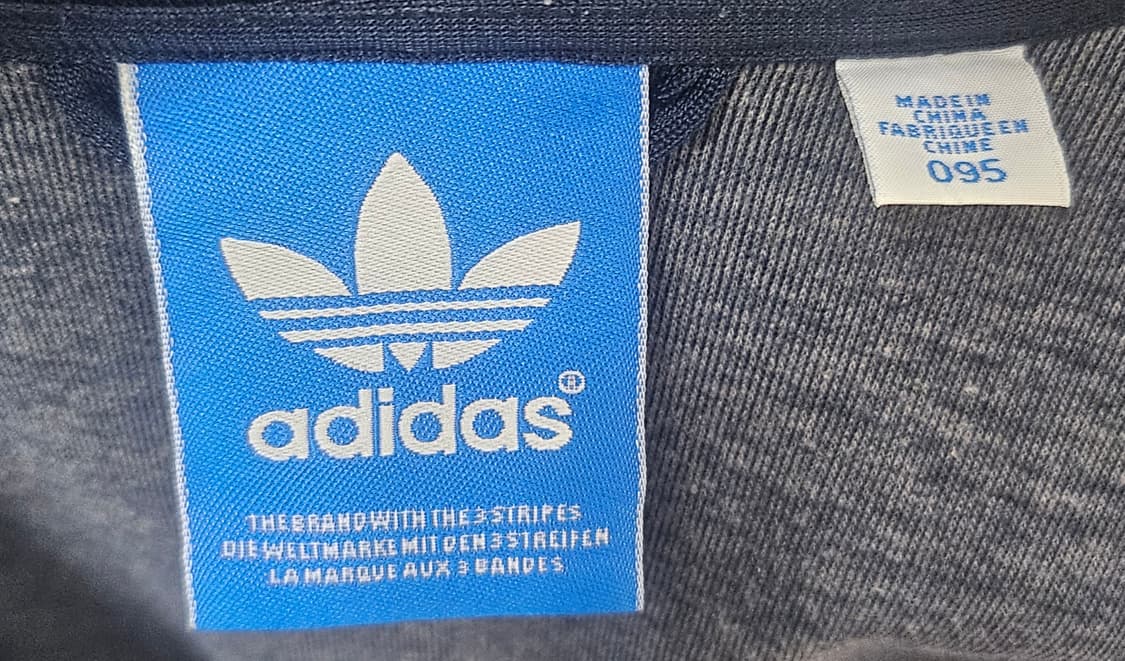 adidas®
THE BRAND WITH THE 3 STRIPES
DIE WELTMARKE MIT DEN 3 STREIFEN
LA MARQUE AUX 3 BANDES
MADE IN
CHINA
FABRIQUE EN
CHINE
095